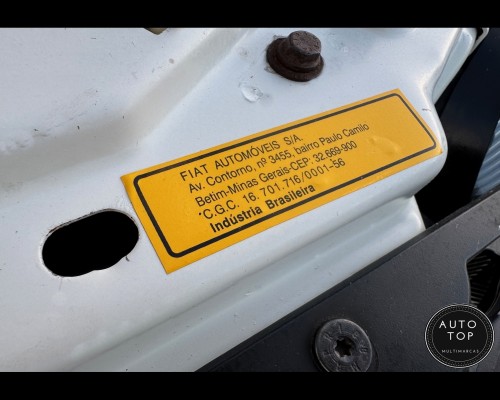 FIAT AUTOMÓVEIS S/A.
Av. Contorno, nº 3455, bairro Paulo Camilo
Betim-Minas Gerais-CEP: 32.669-900
*C.G.C. 16.701.716/0001-56
Indústria Brasileira
AUTO
TOP
MULTIMARCAS